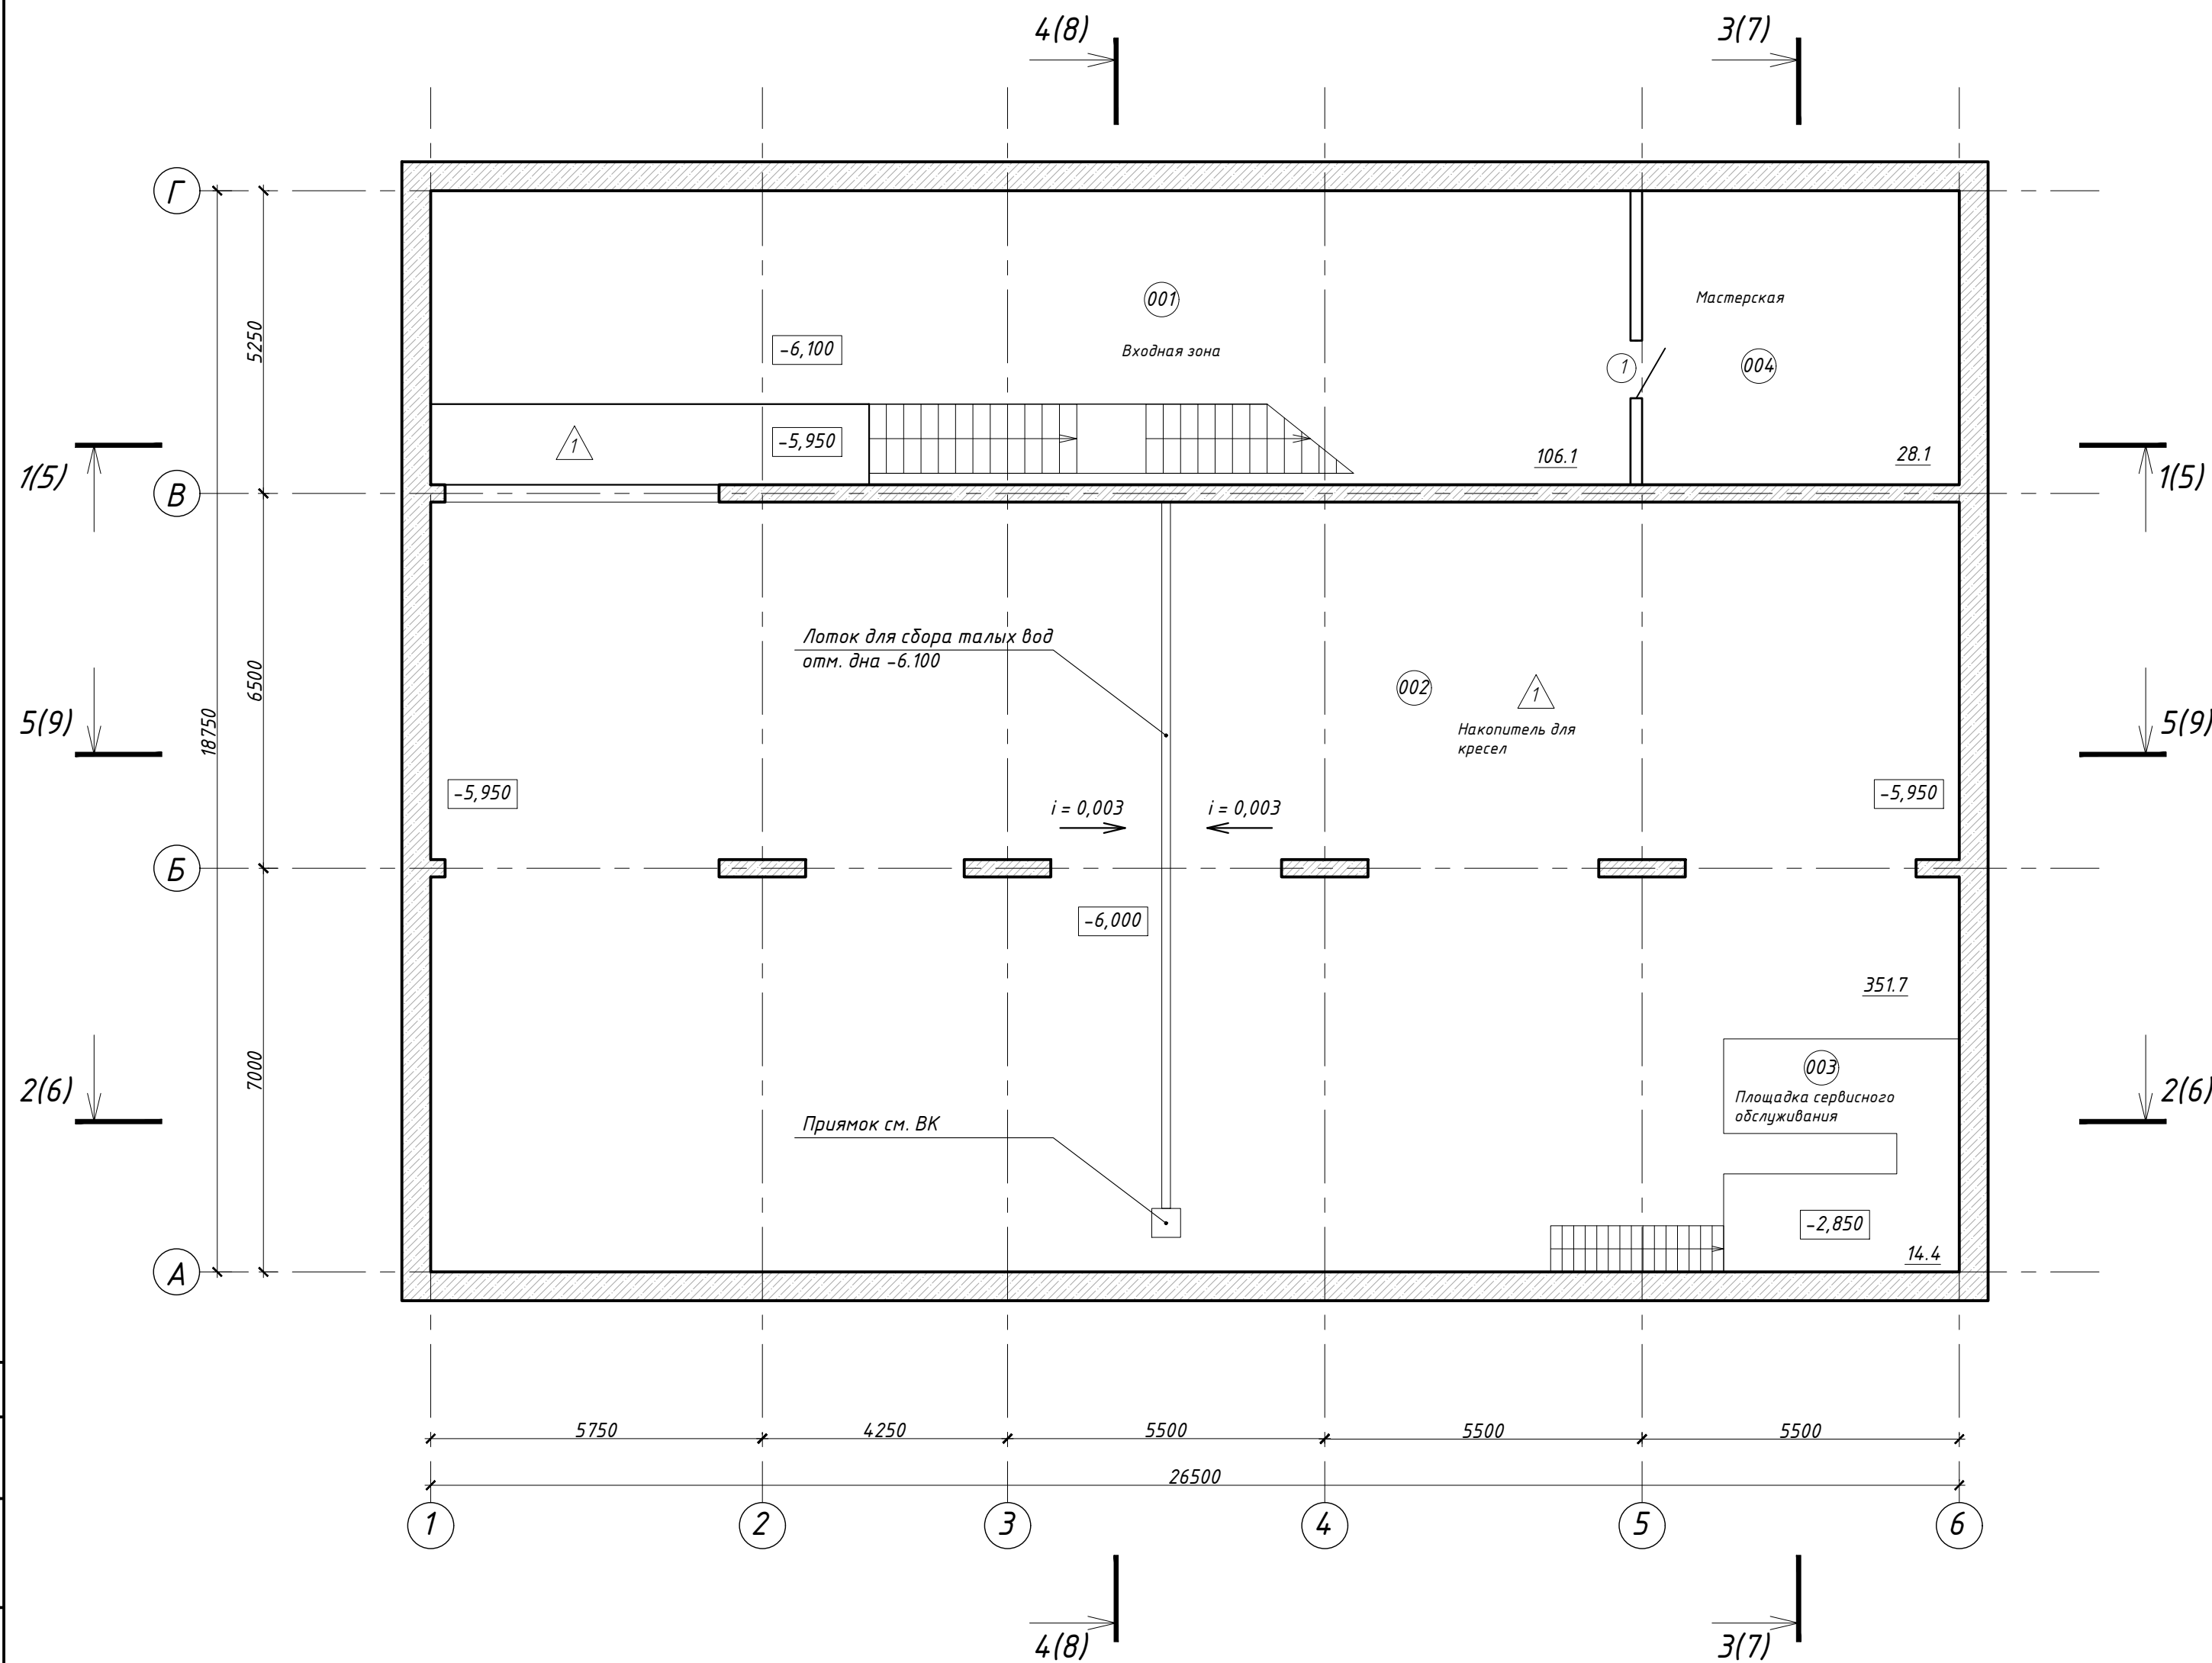 4(8)
3(7)
Г
001
Мастерская
-6,100
Входная зона
1
004
5250
-5,950
1
106.1
28.1
1(5)
1(5)
В
Лоток для сбора талых вод
отм. дна -6.100
6500
002
1
18750
5(9)
5(9)
Накопитель для
кресел
-5,950
-5,950
i = 0,003
i = 0,003
Б
-6,000
351.7
7000
003
2(6)
2(6)
Площадка сервисного
обслуживания
Приямок см. ВК
-2,850
14.4
А
5750
4250
5500
5500
5500
26500
1
2
3
4
5
6
4(8)
3(7)